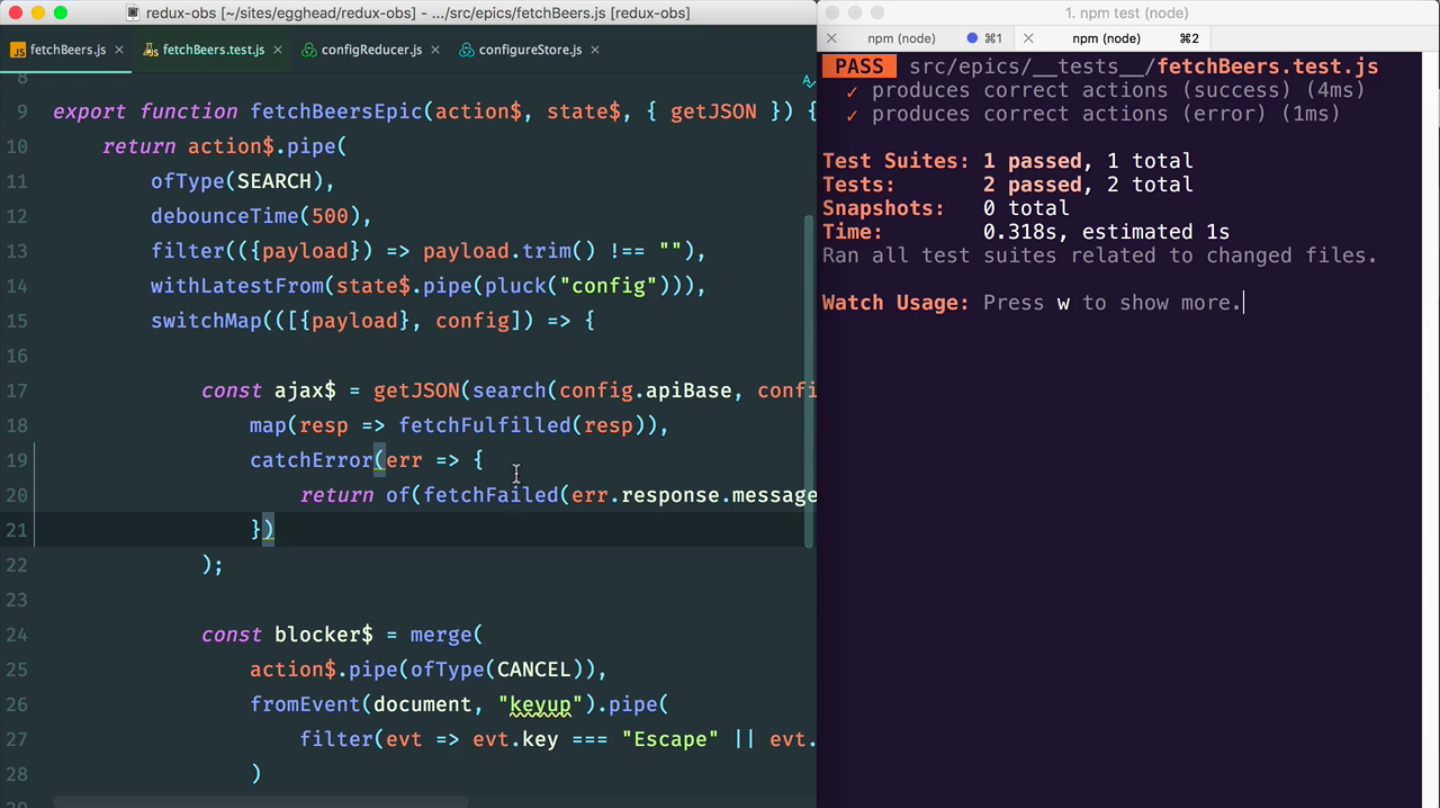 redux-obs [~/sites/egghead/redux-obs] - .../src/epics/fetchBeers.js [redux-obs]
fetchBeers.js
fetchBeers.test.js
configReducer.js
configureStore.js
8
9 export function fetchBeersEpic(action$, state$, { getJSON }) {
10 return action$.pipe(
11 ofType(SEARCH),
12 debounceTime(500),
13 filter(({payload}) => payload.trim() !== ""),
14 withLatestFrom(state$.pipe(pluck("config"))),
15 switchMap(([{payload}, config]) => {
16
17 const ajax$ = getJSON(search(config.apiBase, confi
18 map(resp => fetchFulfilled(resp)),
19 catchError(err => {
20 return of(fetchFailed(err.response.message
21 })
22 );
23
24 const blocker$ = merge(
25 action$.pipe(ofType(CANCEL)),
26 fromEvent(document, "keyup").pipe(
27 filter(evt => evt.key === "Escape" || evt.
28 )
1. npm test (node)
npm (node) ⌘1
npm (node) ⌘2
PASS src/epics/__tests__/fetchBeers.test.js
✓ produces correct actions (success) (4ms)
✓ produces correct actions (error) (1ms)
Test Suites: 1 passed, 1 total
Tests: 2 passed, 2 total
Snapshots: 0 total
Time: 0.318s, estimated 1s
Ran all test suites related to changed files.
Watch Usage: Press w to show more.